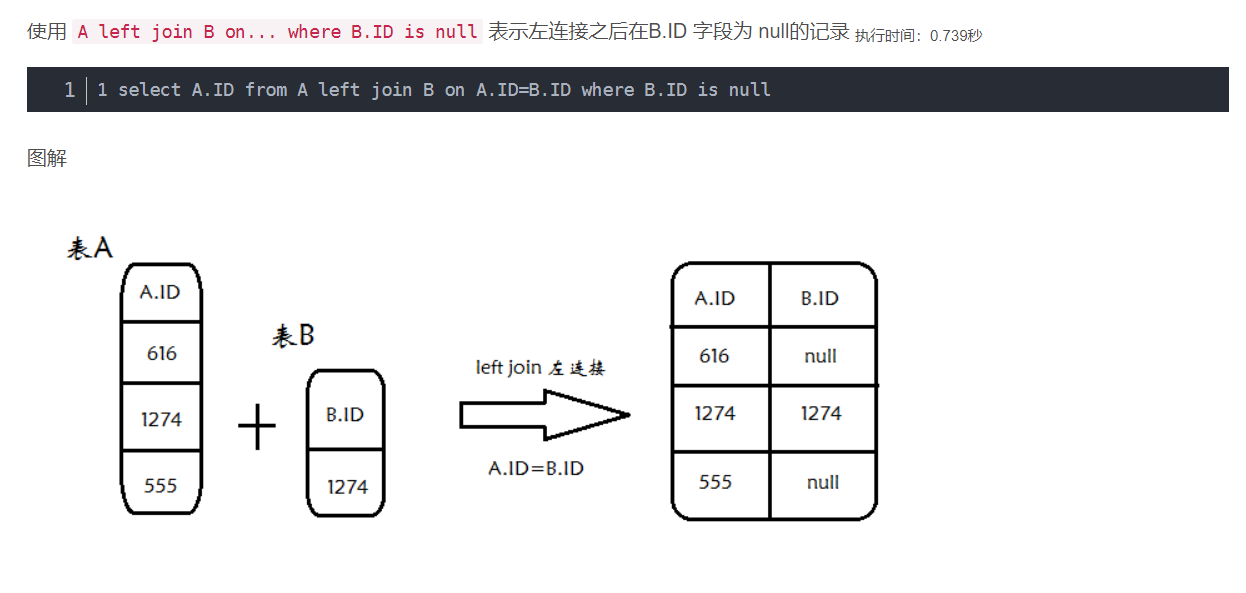 使用 A left join B on... where B.ID is null 表示左连接之后在B.ID 字段为 null的记录 执行时间：0.739秒
1 1 select A.ID from A left join B on A.ID=B.ID where B.ID is null
图解
表A
A.ID
616
1274
555
+
表B
B.ID
1274
left join 左连接
A.ID=B.ID
A.ID B.ID
616 null
1274 1274
555 null